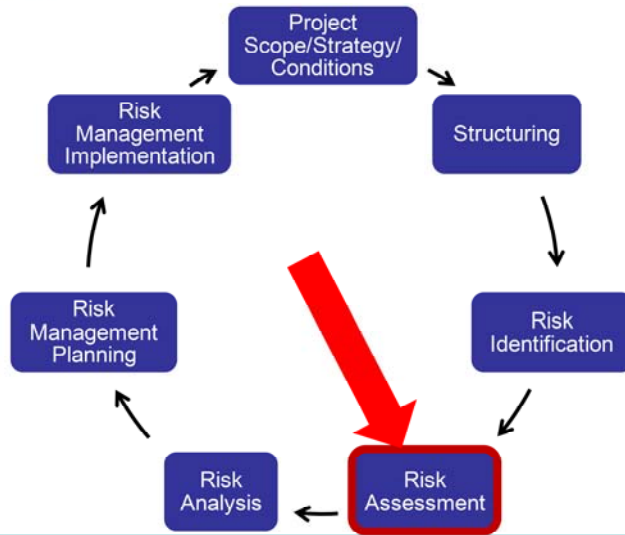 Project
Scope/Strategy/
Conditions
Structuring
Risk
Identification
Risk
Assessment
Risk
Analysis
Risk
Management
Planning
Risk
Management
Implementation